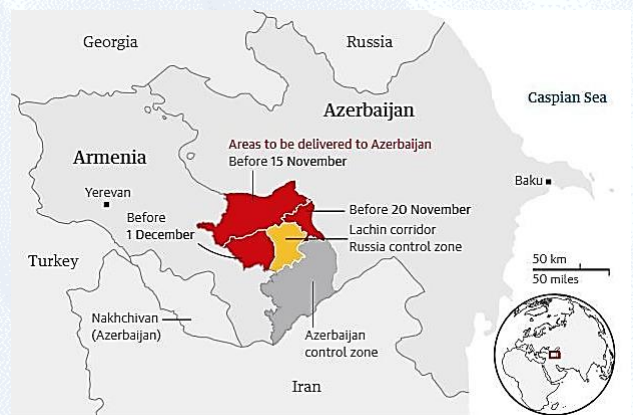 Georgia
Russia
Caspian Sea
Azerbaijan
Areas to be delivered to Azerbaijan
Before 15 November
Armenia
Yerevan
Baku
Before
1 December
Before 20 November
Lachin corridor
Russia control zone
Turkey
50 km
50 miles
Nakhchivan
(Azerbaijan)
Azerbaijan
control zone
Iran